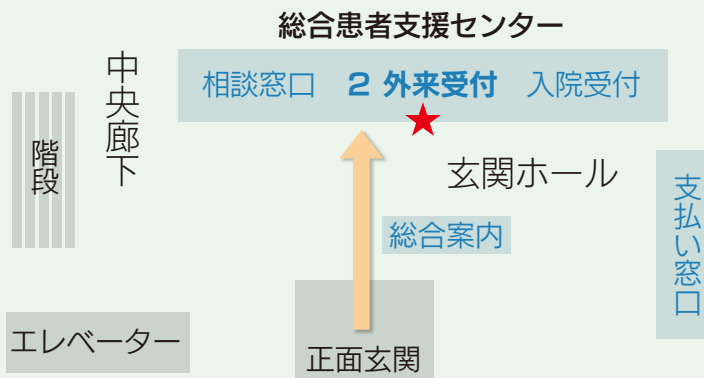 総合患者支援センター
相談窓口 2 外来受付 入院受付
中央廊下
階段
玄関ホール
支払い窓口
総合案内
エレベーター
正面玄関